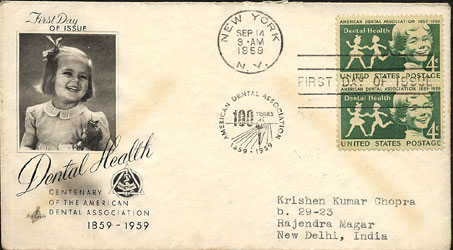 First Day
OF ISSUE
Dental Health
CENTENARY
OF THE AMERICAN
DENTAL ASSOCIATION
1859 - 1959
NEW YORK
SEP 14
9-AM
1959
N.Y.
AMERICAN DENTAL ASSOCIATION
100 YEARS
1859-1959
FIRST DAY OF ISSUE
AMERICAN DENTAL ASSOCIATION 1859-1959
Dental Health
4¢
UNITED STATES POSTAGE
AMERICAN DENTAL ASSOCIATION 1859-1959
Dental Health
4¢
UNITED STATES POSTAGE
Krishen Kumar Chopra
b. 29-23
Rajendra Magar
New Delhi, India